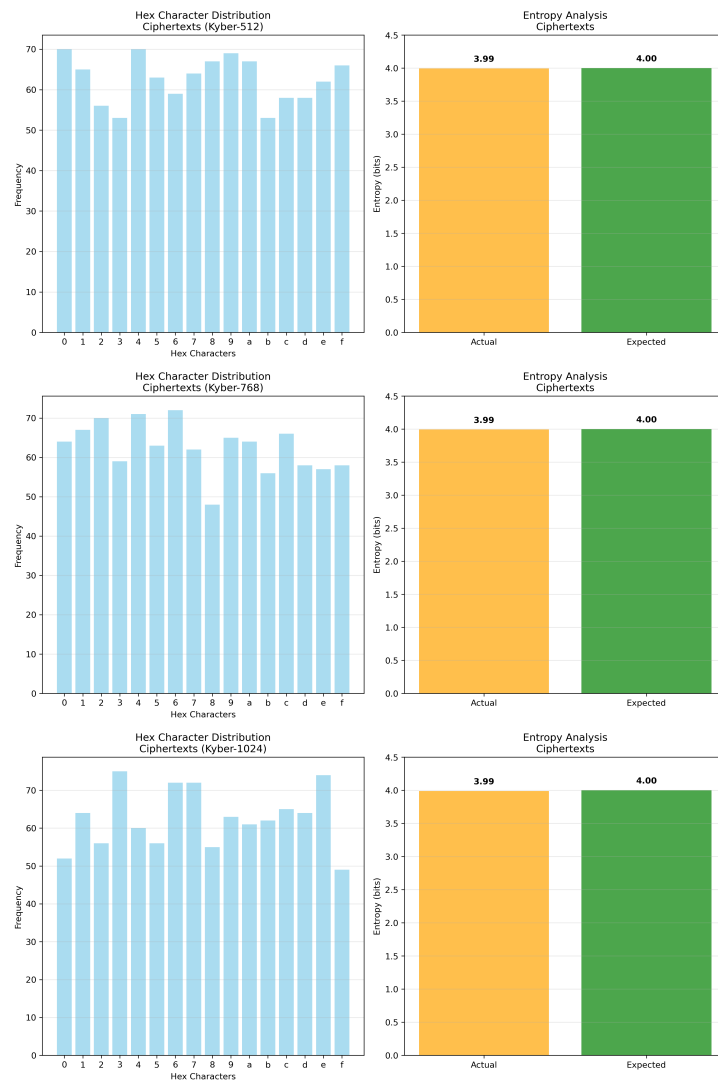 Hex Character Distribution
Ciphertexts (Kyber-512)
Frequency
70
60
50
40
30
20
10
0
0 1 2 3 4 5 6 7 8 9 a b c d e f
Hex Characters
Entropy Analysis
Ciphertexts
Entropy (bits)
4.5
4.0
3.5
3.0
2.5
2.0
1.5
1.0
0.5
0.0
3.99 4.00
Actual Expected
Hex Character Distribution
Ciphertexts (Kyber-768)
Frequency
70
60
50
40
30
20
10
0
0 1 2 3 4 5 6 7 8 9 a b c d e f
Hex Characters
Entropy Analysis
Ciphertexts
Entropy (bits)
4.5
4.0
3.5
3.0
2.5
2.0
1.5
1.0
0.5
0.0
3.99 4.00
Actual Expected
Hex Character Distribution
Ciphertexts (Kyber-1024)
Frequency
70
60
50
40
30
20
10
0
0 1 2 3 4 5 6 7 8 9 a b c d e f
Hex Characters
Entropy Analysis
Ciphertexts
Entropy (bits)
4.5
4.0
3.5
3.0
2.5
2.0
1.5
1.0
0.5
0.0
3.99 4.00
Actual Expected